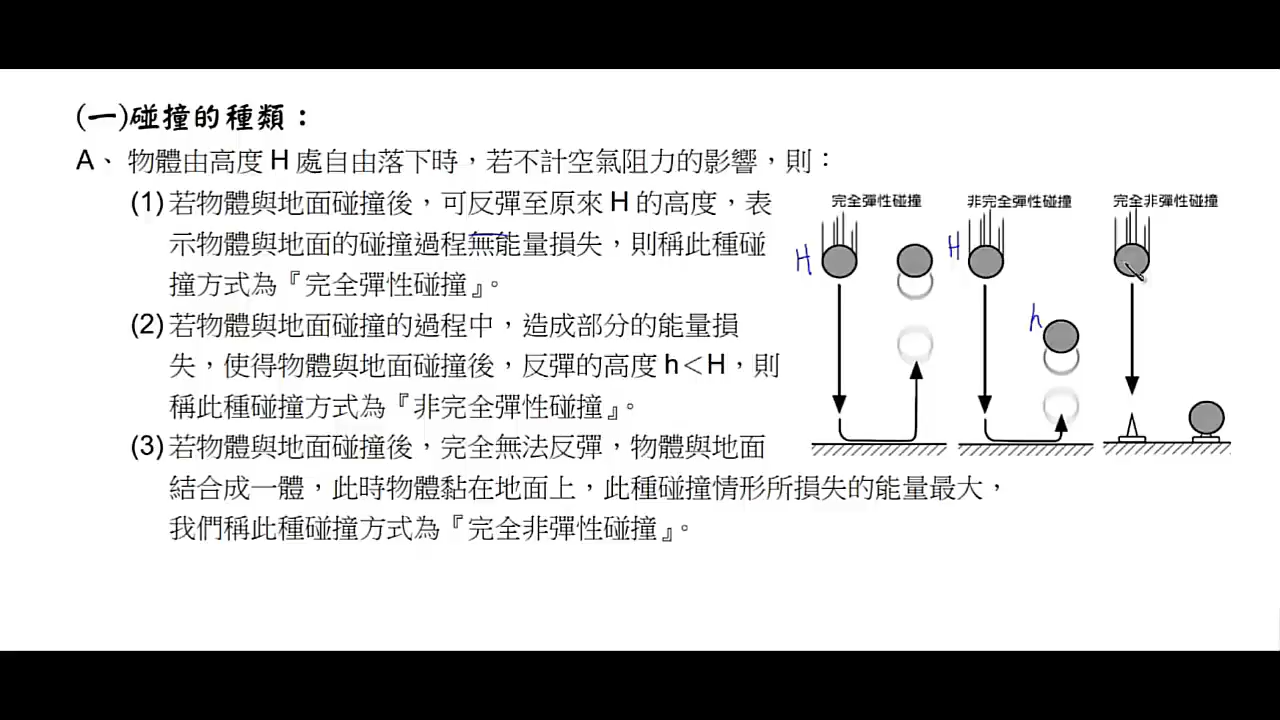 (一)碰撞的種類：
A、 物體由高度 H 處自由落下時，若不計空氣阻力的影響，則：
(1) 若物體與地面碰撞後，可反彈至原來 H 的高度，表
示物體與地面的碰撞過程無能量損失，則稱此種碰
撞方式為『完全彈性碰撞』。
(2) 若物體與地面碰撞的過程中，造成部分的能量損
失，使得物體與地面碰撞後，反彈的高度 h＜H，則
稱此種碰撞方式為『非完全彈性碰撞』。
(3) 若物體與地面碰撞後，完全無法反彈，物體與地面
結合成一體，此時物體黏在地面上，此種碰撞情形所損失的能量最大，
我們稱此種碰撞方式為『完全非彈性碰撞』。
完全彈性碰撞
非完全彈性碰撞
完全非彈性碰撞
H
H
h